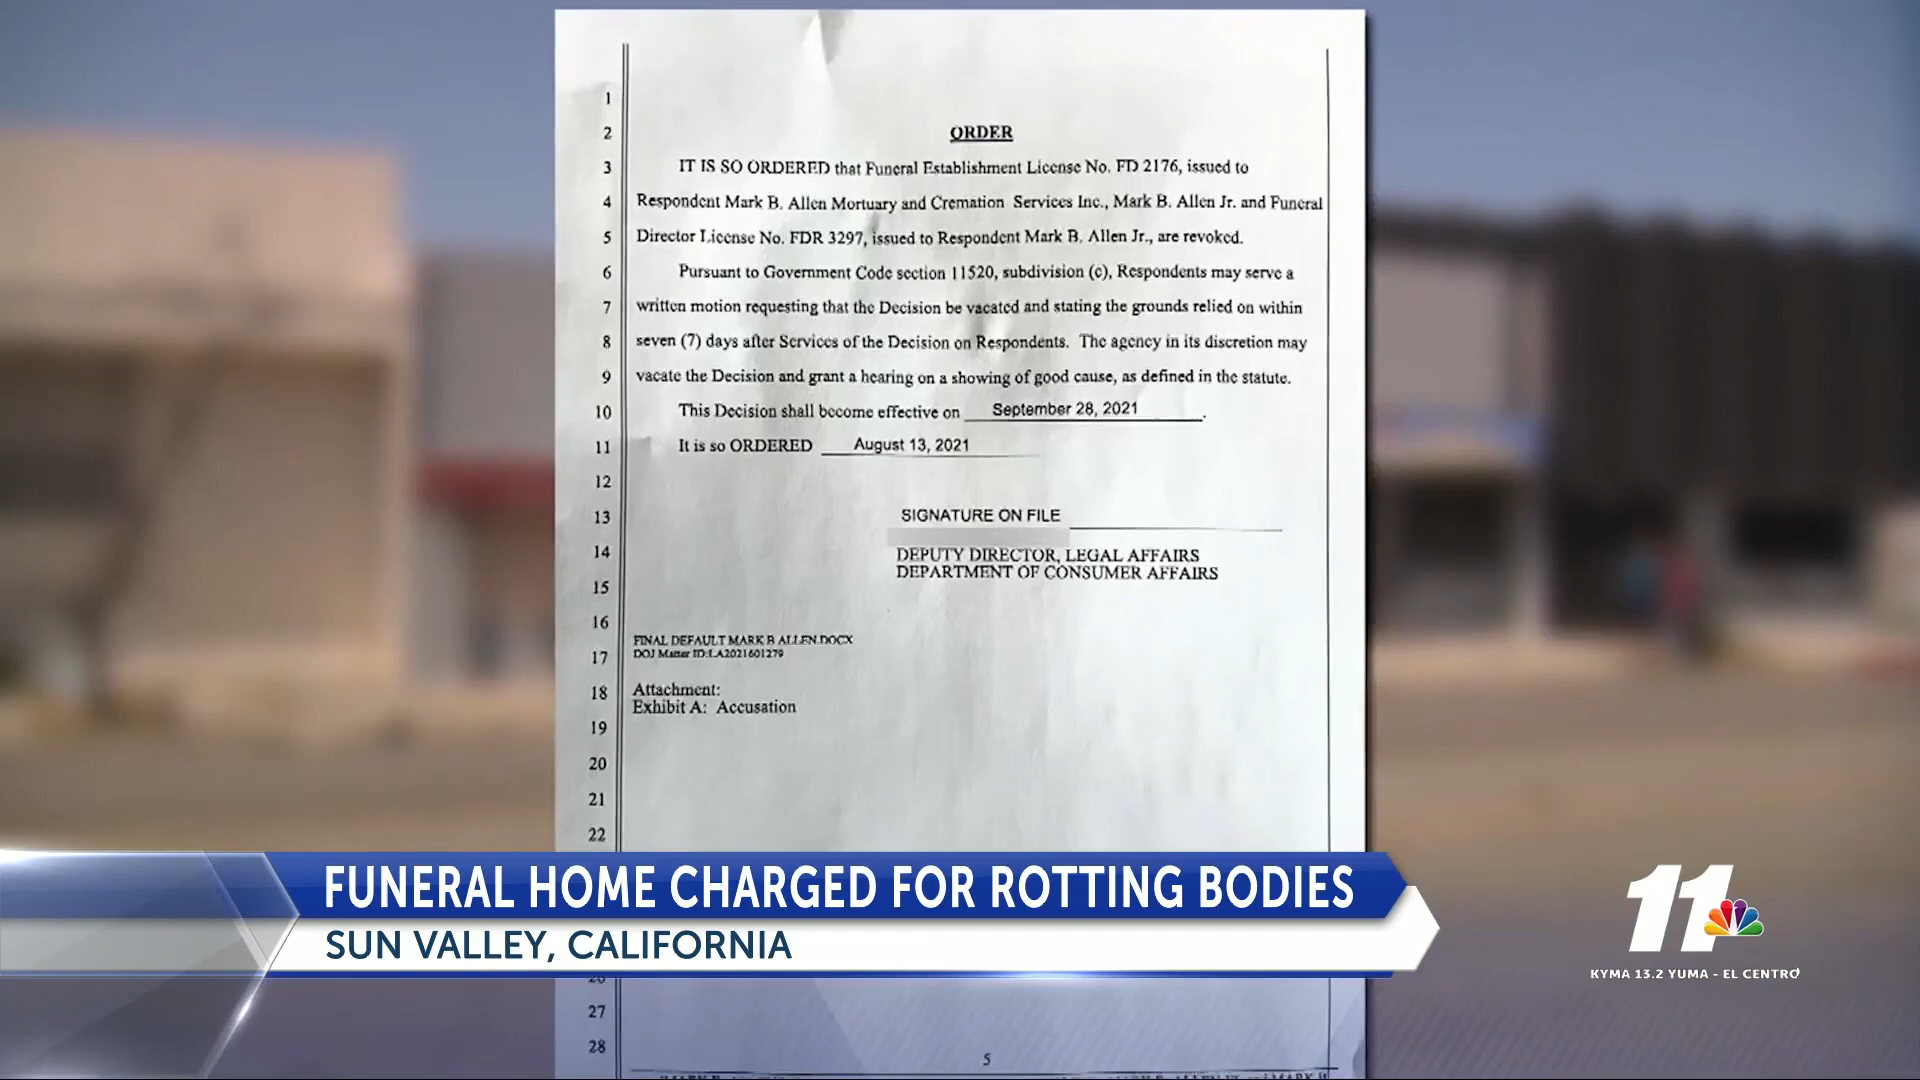 1
2 ORDER
3 IT IS SO ORDERED that Funeral Establishment License No. FD 2176, issued to
4 Respondent Mark B. Allen Mortuary and Cremation Services Inc., Mark B. Allen Jr. and Funeral
5 Director License No. FDR 3297, issued to Respondent Mark B. Allen Jr., are revoked.
6 Pursuant to Government Code section 11520, subdivision (c), Respondents may serve a
7 written motion requesting that the Decision be vacated and stating the grounds relied on within
8 seven (7) days after Services of the Decision on Respondents. The agency in its discretion may
9 vacate the Decision and grant a hearing on a showing of good cause, as defined in the statute.
10 This Decision shall become effective on September 28, 2021.
11 It is so ORDERED August 13, 2021
12
13 SIGNATURE ON FILE
14 DEPUTY DIRECTOR, LEGAL AFFAIRS
DEPARTMENT OF CONSUMER AFFAIRS
15
16
FINAL DEFAULT MARK B ALLEN.DOCX
17 DOJ Matter ID:LA2021601279
18 Attachment:
Exhibit A: Accusation
19
20
21
22
FUNERAL HOME CHARGED FOR ROTTING BODIES
SUN VALLEY, CALIFORNIA
11
KYMA 13.2 YUMA - EL CENTRO
27
28
5